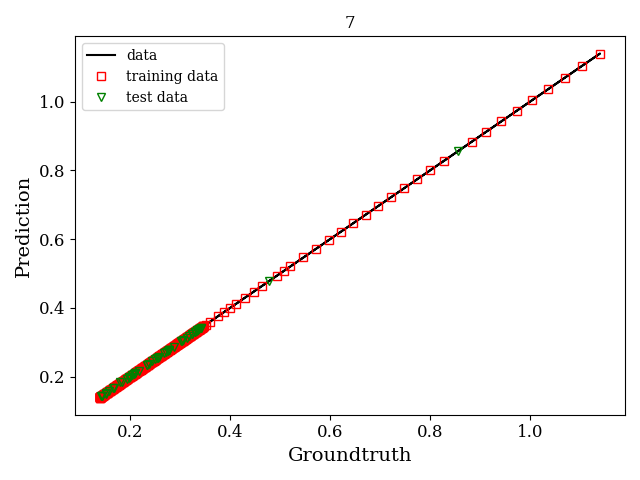 7
data
training data
test data
1.0
0.8
0.6
0.4
0.2
Prediction
0.2 0.4 0.6 0.8 1.0
Groundtruth